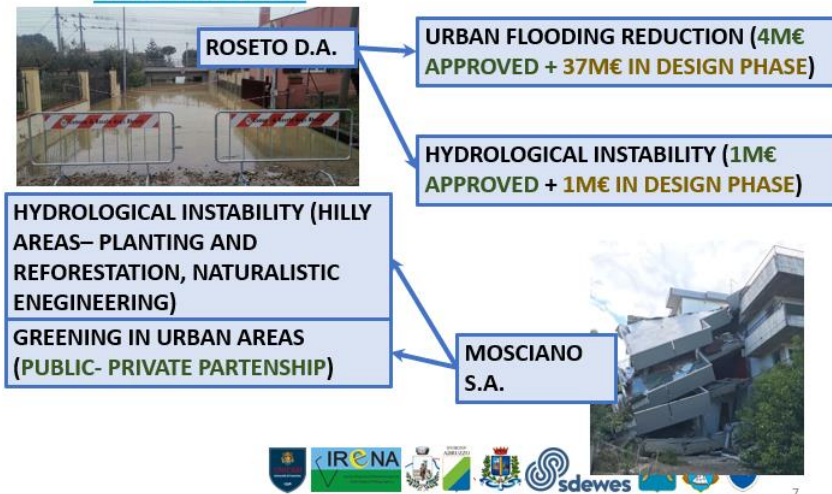 ROSETO D.A.
URBAN FLOODING REDUCTION (4M€
APPROVED + 37M€ IN DESIGN PHASE)
HYDROLOGICAL INSTABILITY (1M€
APPROVED + 1M€ IN DESIGN PHASE)
HYDROLOGICAL INSTABILITY (HILLY
AREAS– PLANTING AND
REFORESTATION, NATURALISTIC
ENEGINEERING)
GREENING IN URBAN AREAS
(PUBLIC- PRIVATE PARTENSHIP)
MOSCIANO
S.A.
IRENA
sdewes
7